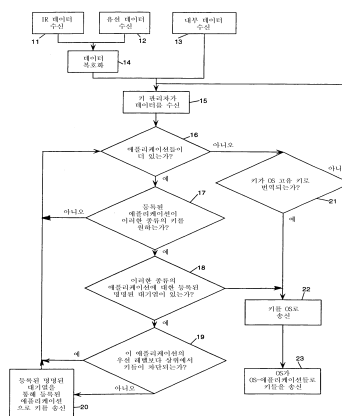 IR 데이터
수신
유선 데이터
수신
내부 데이터
수신
11
12
13
데이터
복호화
14
키 관리자가
데이터를 수신
15
16
애플리케이션들이
더 있는가?
아니오
예
아니오
키가 OS 고유 키로
번역되는가?
21
예
17
등록된
애플리케이션이
이러한 종류의 키를
원하는가?
아니오
예
18
이러한 종류의
애플리케이션에 대한 등록된
명명된 대기열이 있는가?
예
22
키를 OS로
송신
19
이 애플리케이션의
우선 레벨보다 상위에서
키들이 차단되는가?
예
아니오
등록된 명명된
대기열을
통해 등록된
애플리케이션
으로 키를 송신
20
23
OS가
OS-애플리케이션들로
키들을 송신